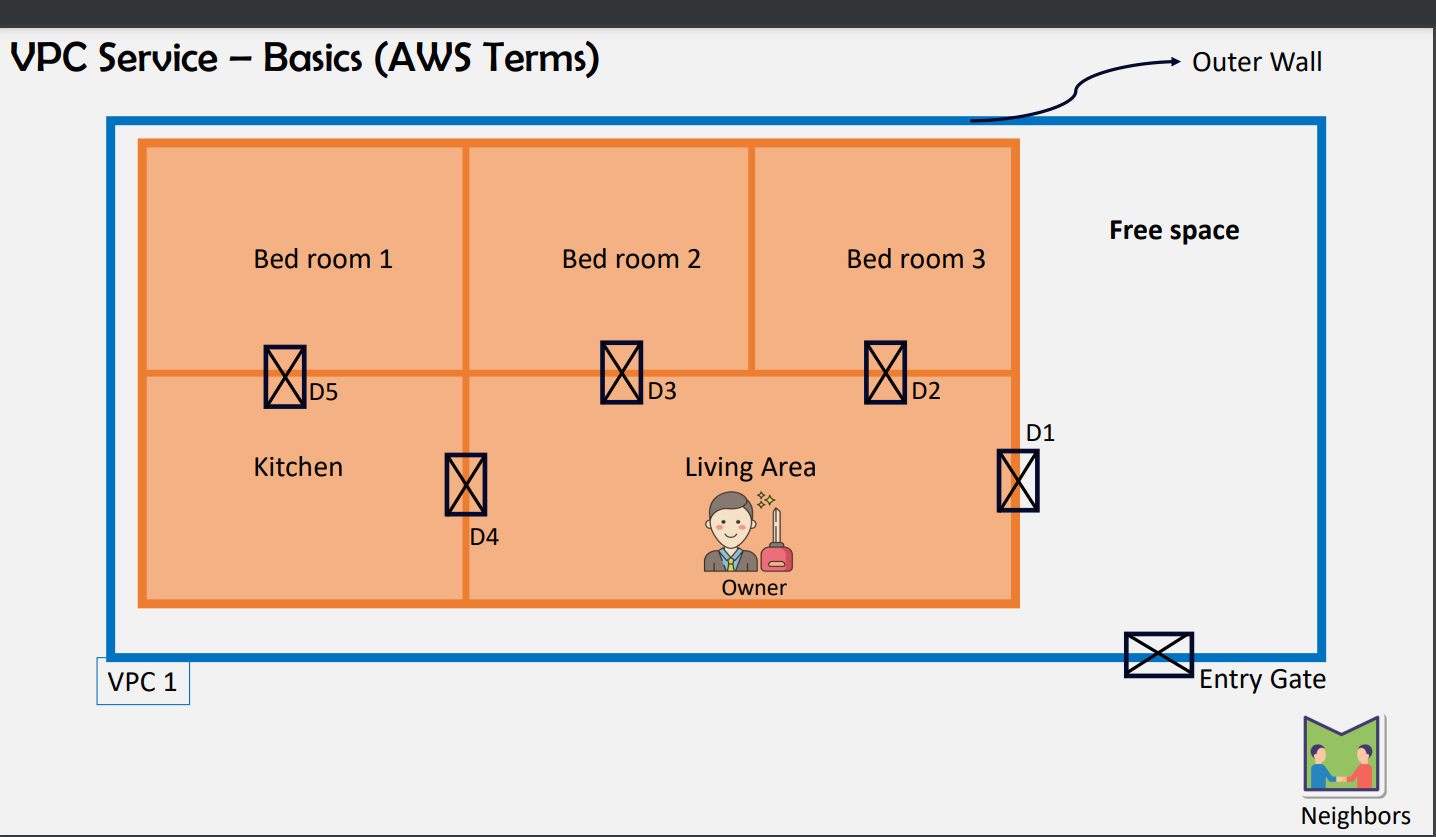 VPC Service – Basics (AWS Terms)
Outer Wall
Free space
Bed room 1
Bed room 2
Bed room 3
D5
D3
D2
D1
Kitchen
Living Area
D4
Owner
VPC 1
Entry Gate
Neighbors